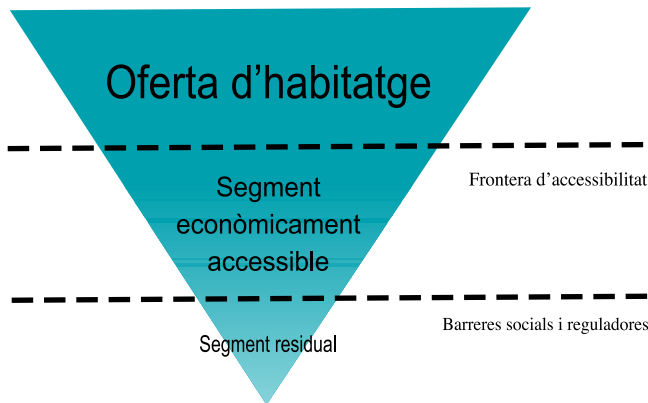 Oferta d’habitatge
Segment
econòmicament
accessible
Frontera d’accessibilitat
Segment residual
Barreres socials i reguladores